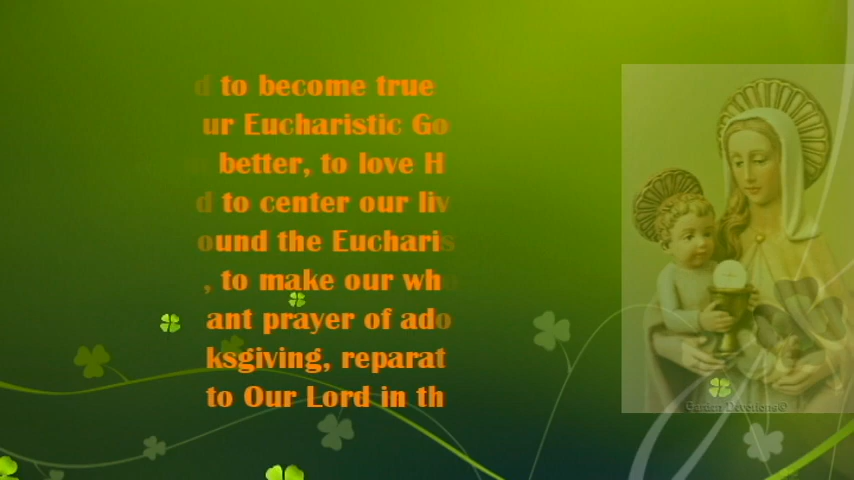 d to become true
ur Eucharistic Go
better, to love H
d to center our liv
ound the Eucharis
, to make our who
ant prayer of ado
ksgiving, reparat
to Our Lord in th